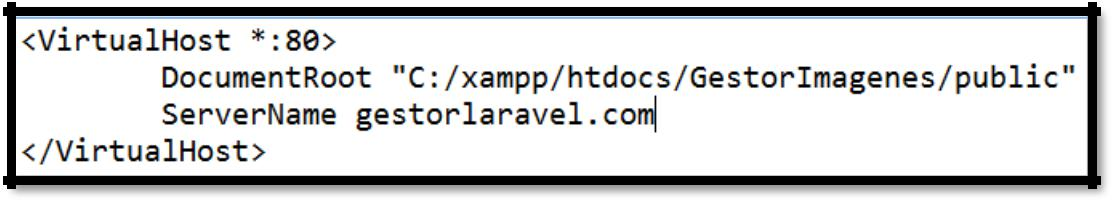 <VirtualHost *:80>
DocumentRoot "C:/xampp/htdocs/GestorImagenes/public"
ServerName gestorlaravel.com
</VirtualHost>